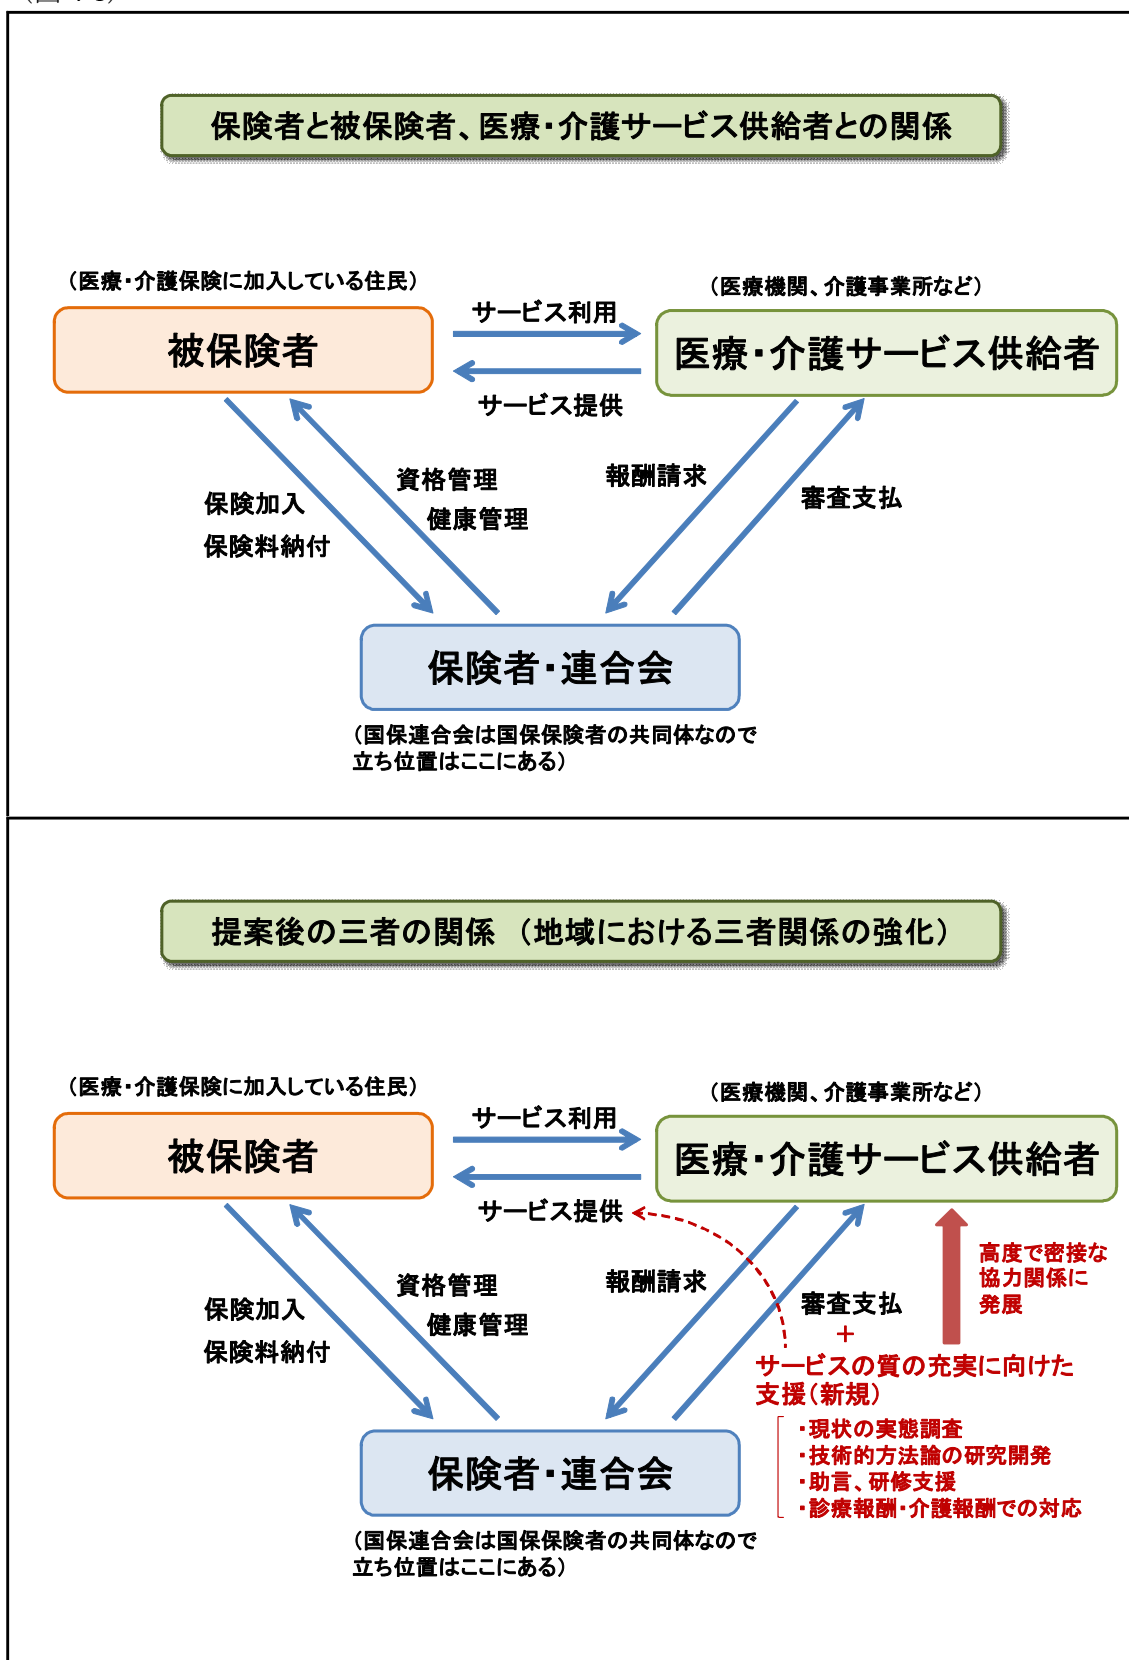 保険者と被保険者、医療・介護サービス供給者との関係
（医療・介護保険に加入している住民）
（医療機関、介護事業所など）
被保険者
サービス利用
医療・介護サービス供給者
サービス提供
保険加入
保険料納付
資格管理
健康管理
報酬請求
審査支払
保険者・連合会
（国保連合会は国保保険者の共同体なので
立ち位置はここにある）
提案後の三者の関係 （地域における三者関係の強化）
（医療・介護保険に加入している住民）
（医療機関、介護事業所など）
被保険者
サービス利用
医療・介護サービス供給者
サービス提供
保険加入
保険料納付
資格管理
健康管理
報酬請求
審査支払
＋
サービスの質の充実に向けた
支援（新規）
・現状の実態調査
・技術的方法論の研究開発
・助言、研修支援
・診療報酬・介護報酬での対応
高度で密接な
協力関係に
発展
保険者・連合会
（国保連合会は国保保険者の共同体なので
立ち位置はここにある）